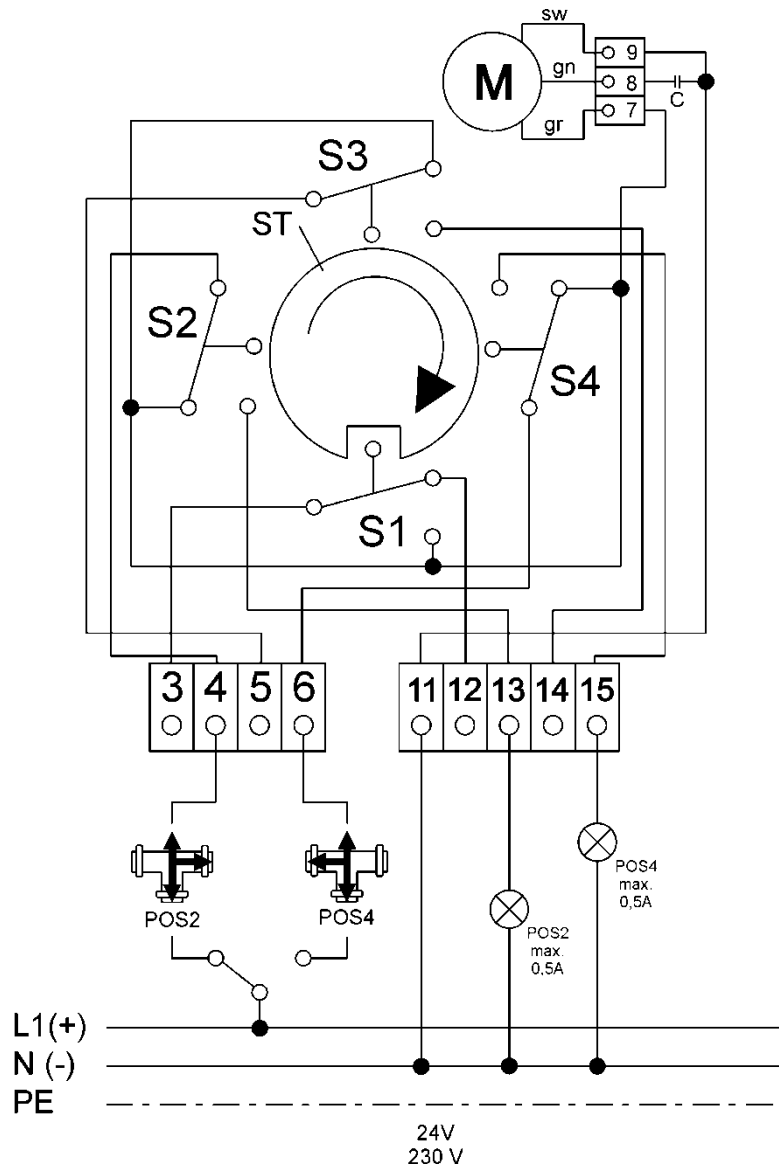 sw
M
9
gn
8
C
7
gr
S3
ST
S2
S4
S1
3 4 5 6
11 12 13 14 15
POS2
POS4
POS4
max.
0,5A
POS2
max.
0,5A
L1(+)
N (-)
PE
24V
230 V